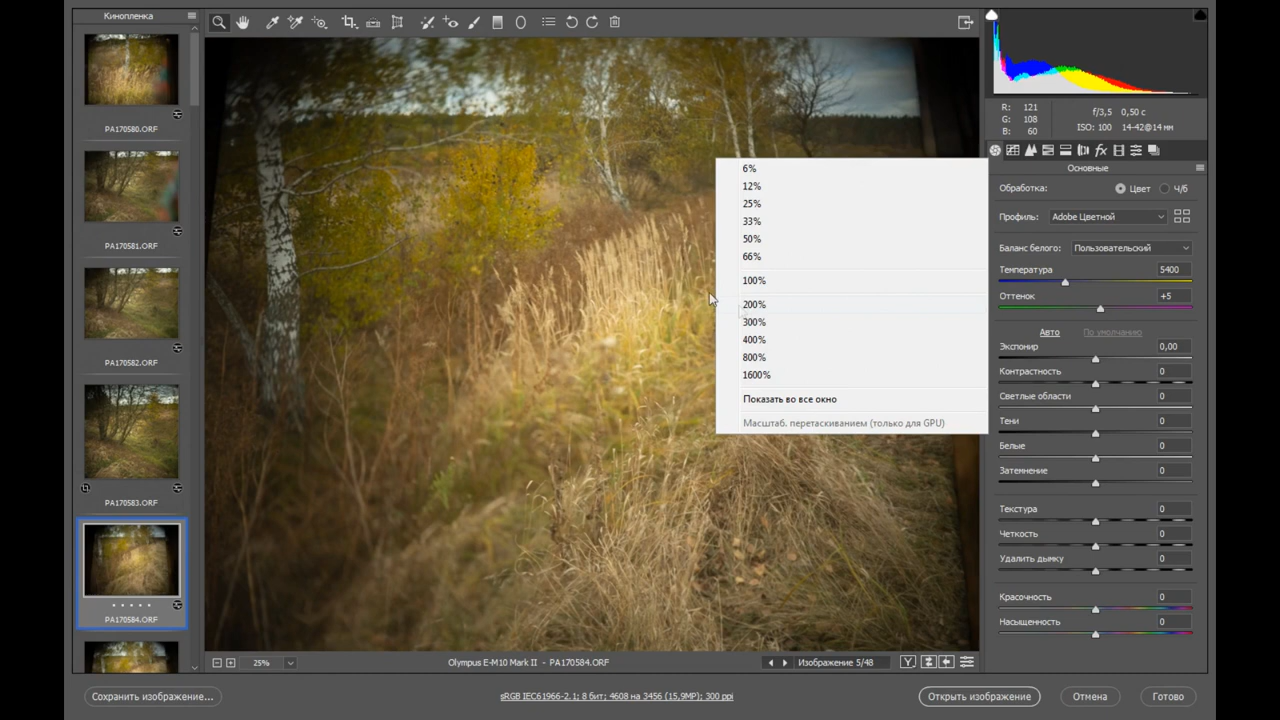 Кинопленка
PA170580.ORF
PA170581.ORF
PA170582.ORF
PA170583.ORF
PA170584.ORF
6%
12%
25%
33%
50%
66%
100%
200%
300%
400%
800%
1600%
Показать во все окно
Масштаб. перетаскиванием (только для GPU)
25%
Olympus E-M10 Mark II - PA170584.ORF
Изображение 5/48
Y
R: 121
G: 108
B: 60
f/3,5 0,50 с
ISO: 100 14-42@14 мм
fx
Основные
Обработка: Цвет Ч/б
Профиль: Adobe Цветной
Баланс белого: Пользовательский
Температура 5400
Оттенок +5
Авто По умолчанию
Экспонир 0,00
Контрастность 0
Светлые области 0
Тени 0
Белые 0
Затемнение 0
Текстура 0
Четкость 0
Удалить дымку 0
Красочность 0
Насыщенность 0
Сохранить изображение...
sRGB IEC61966-2.1; 8 бит; 4608 на 3456 (15,9MP); 300 ppi
Открыть изображение
Отмена
Готово